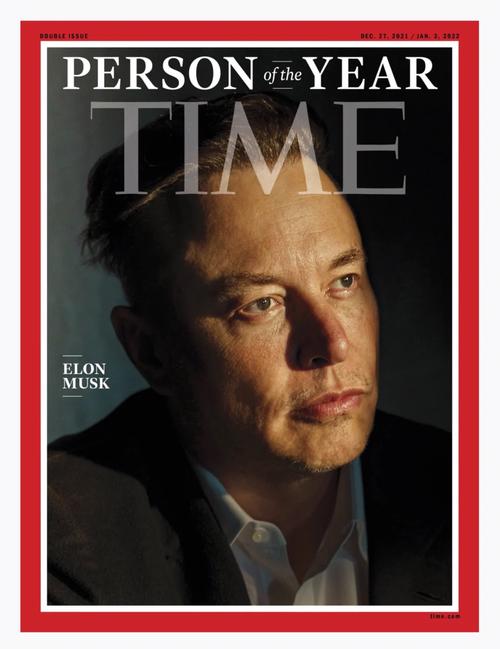 DOUBLE ISSUE
DEC. 27, 2021 / JAN. 3, 2022
PERSON of the YEAR
TIME
ELON
MUSK
time.com